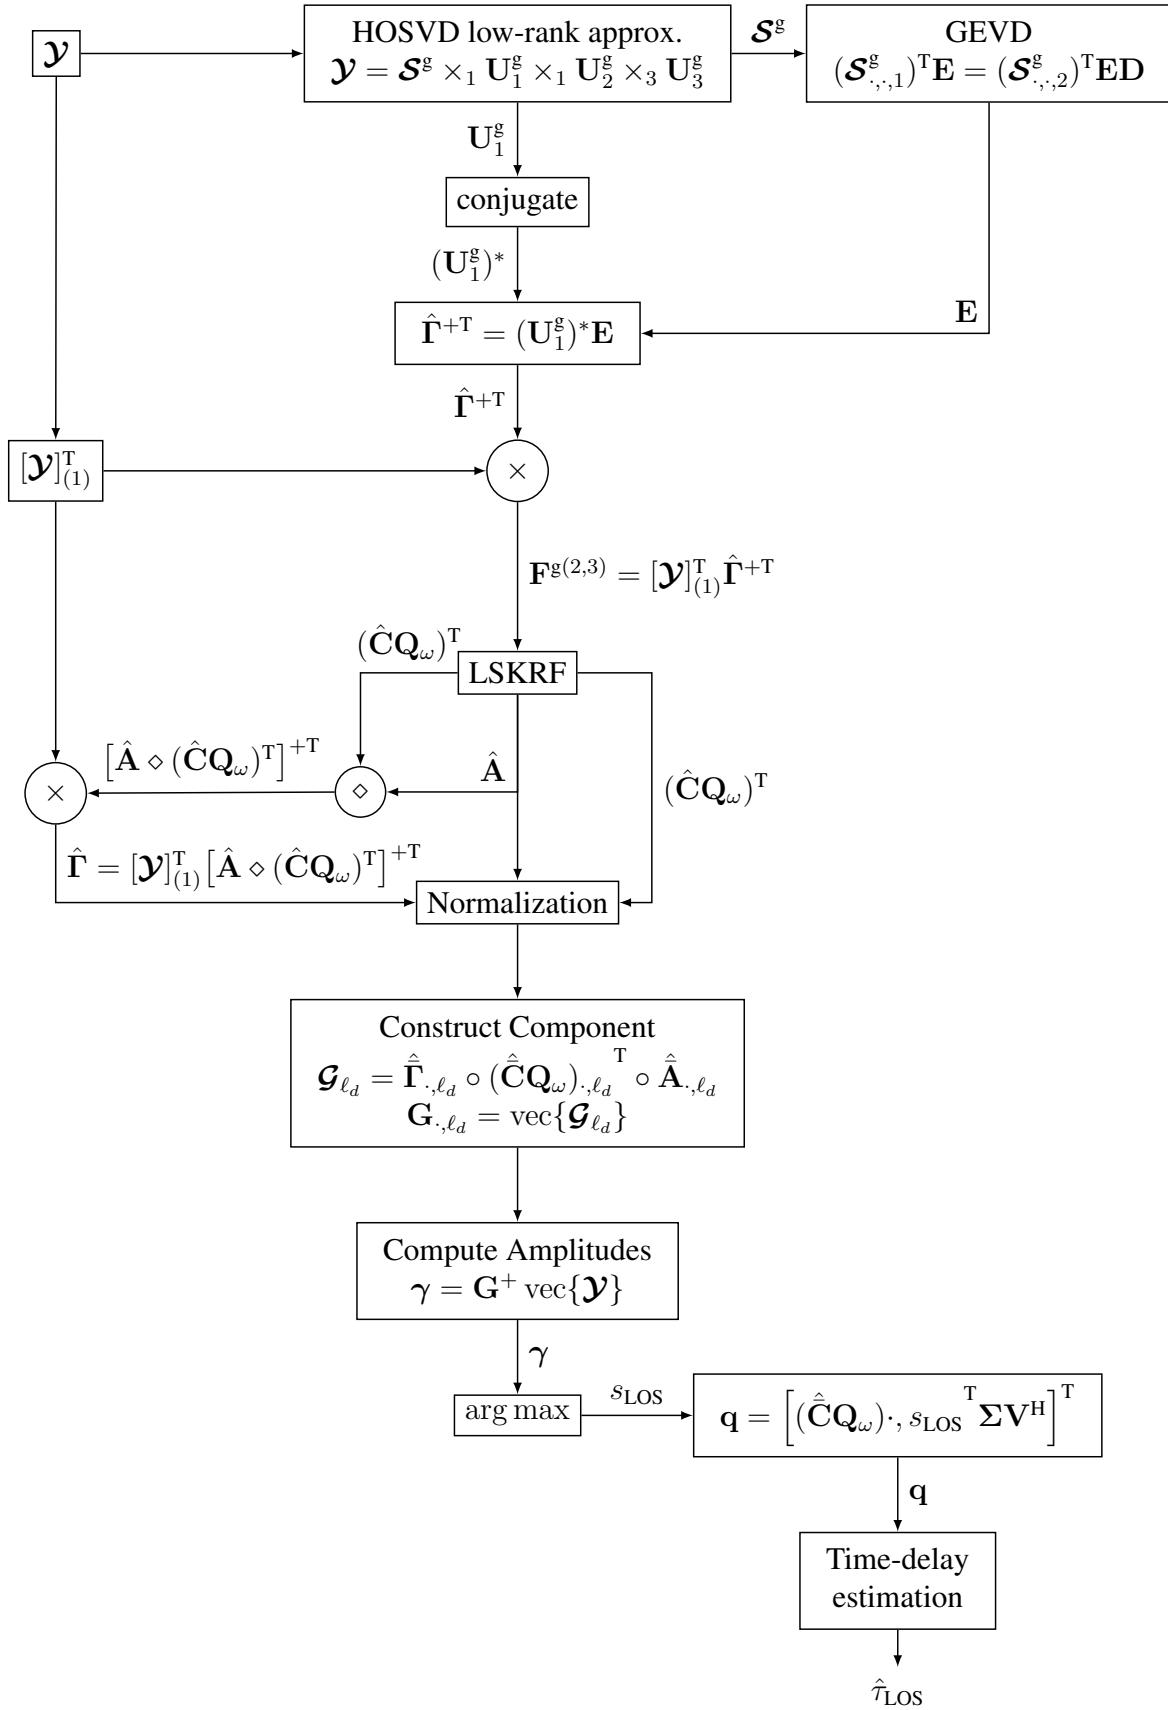 𝓨
HOSVD low-rank approx.
𝓨 = 𝓢^g ×₁ U₁^g ×₁ U₂^g ×₃ U₃^g
𝓢^g
GEVD
(𝓢^g_{·,·,1})^T E = (𝓢^g_{·,·,2})^T ED
U₁^g
conjugate
(U₁^g)*
Γ̂^{+T} = (U₁^g)* E
E
Γ̂^{+T}
[𝓨]^T_{(1)}
×
F^{g(2,3)} = [𝓨]^T_{(1)} Γ̂^{+T}
(ĈQ_ω)^T
LSKRF
[Â ⋄ (ĈQ_ω)^T]^{+T}
Â
×
⋄
(ĈQ_ω)^T
Γ̂ = [𝓨]^T_{(1)} [Â ⋄ (ĈQ_ω)^T]^{+T}
Normalization
Construct Component
𝓖_{ℓ_d} = Γ̿̂_{·,ℓ_d} ∘ (C̿̂Q_ω)_{·,ℓ_d}^T ∘ A̿̂_{·,ℓ_d}
G_{·,ℓ_d} = vec{𝓖_{ℓ_d}}
Compute Amplitudes
γ = G^+ vec{𝓨}
γ
arg max
s_LOS
q = [(C̿̂Q_ω)·, s_LOS^T ΣV^H]^T
q
Time-delay
estimation
τ̂_LOS